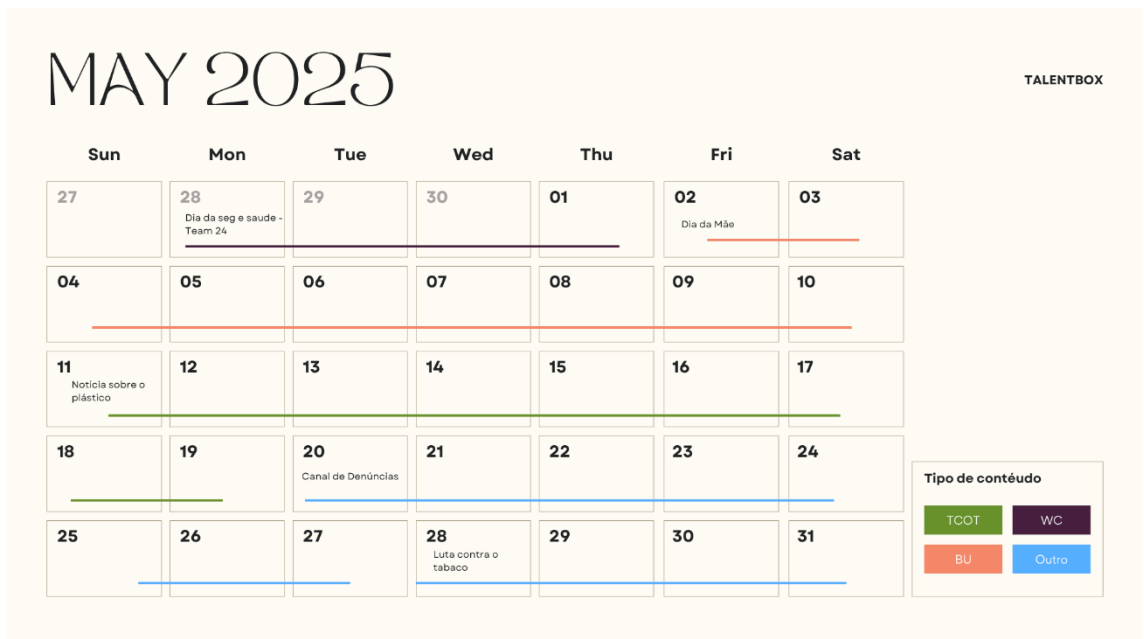 MAY 2025
TALENTBOX
Sun Mon Tue Wed Thu Fri Sat
27 28 29 30 01 02 03
Dia da seg e saude -
Team 24
Dia da Mãe
04 05 06 07 08 09 10
11 12 13 14 15 16 17
Notícia sobre o
plástico
18 19 20 21 22 23 24
Canal de Denúncias
25 26 27 28 29 30 31
Luta contra o
tabaco
Tipo de contéudo
TCOT WC
BU Outro